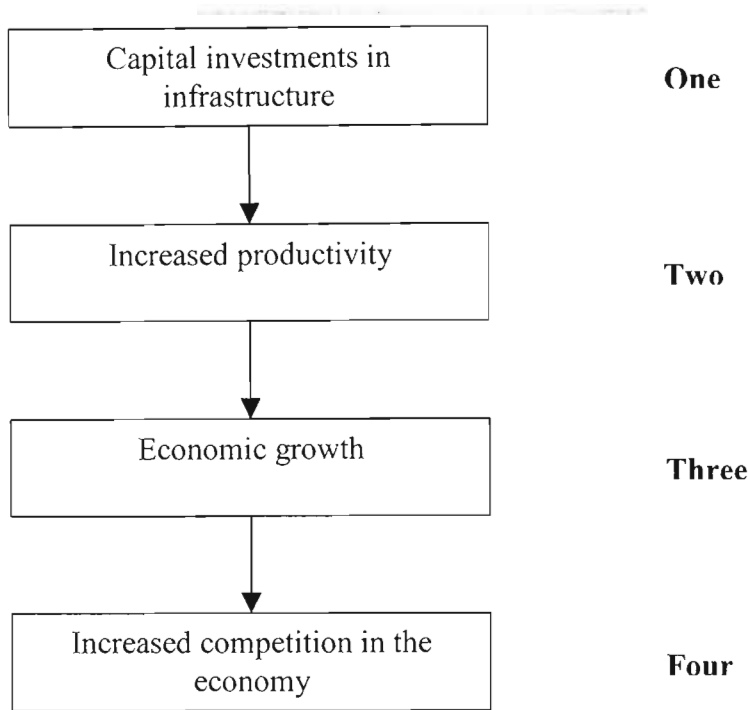 Capital investments in
infrastructure
One
Increased productivity
Two
Economic growth
Three
Increased competition in the
economy
Four